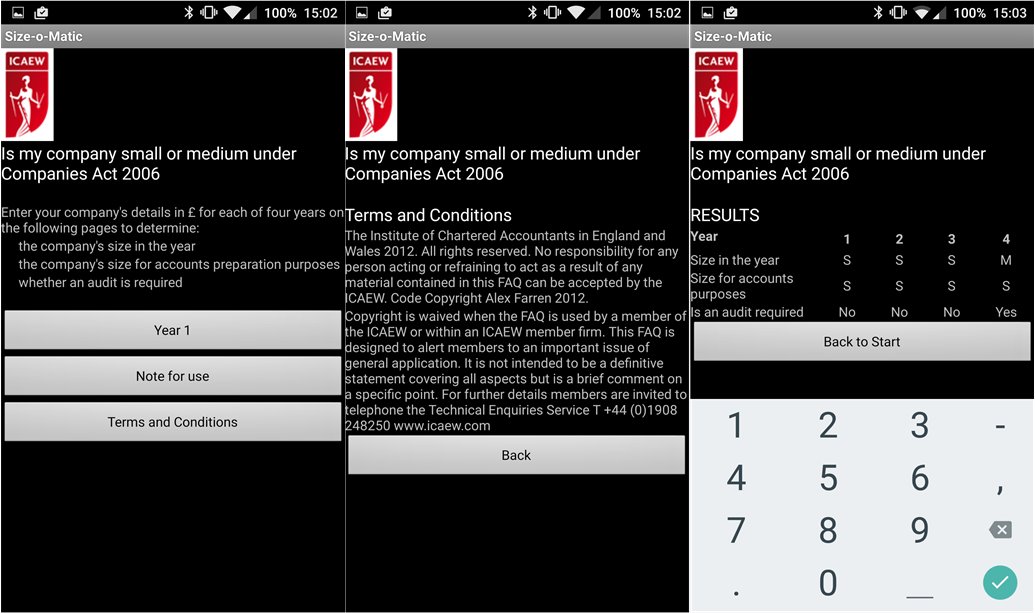 100% 15:02
Size-o-Matic
ICAEW
Is my company small or medium under
Companies Act 2006
Enter your company's details in £ for each of four years on
the following pages to determine:
the company's size in the year
the company's size for accounts preparation purposes
whether an audit is required
Year 1
Note for use
Terms and Conditions
100% 15:02
Size-o-Matic
ICAEW
Is my company small or medium under
Companies Act 2006
Terms and Conditions
The Institute of Chartered Accountants in England and
Wales 2012. All rights reserved. No responsibility for any
person acting or refraining to act as a result of any
material contained in this FAQ can be accepted by the
ICAEW. Code Copyright Alex Farren 2012.
Copyright is waived when the FAQ is used by a member of
the ICAEW or within an ICAEW member firm. This FAQ is
designed to alert members to an important issue of
general application. It is not intended to be a definitive
statement covering all aspects but is a brief comment on
a specific point. For further details members are invited to
telephone the Technical Enquiries Service T +44 (0)1908
248250 www.icaew.com
Back
100% 15:03
Size-o-Matic
ICAEW
Is my company small or medium under
Companies Act 2006
RESULTS
Year 1 2 3 4
Size in the year S S S M
Size for accounts
purposes S S S S
Is an audit required No No No Yes
Back to Start
1 2 3 -
4 5 6 ,
7 8 9
. 0 _